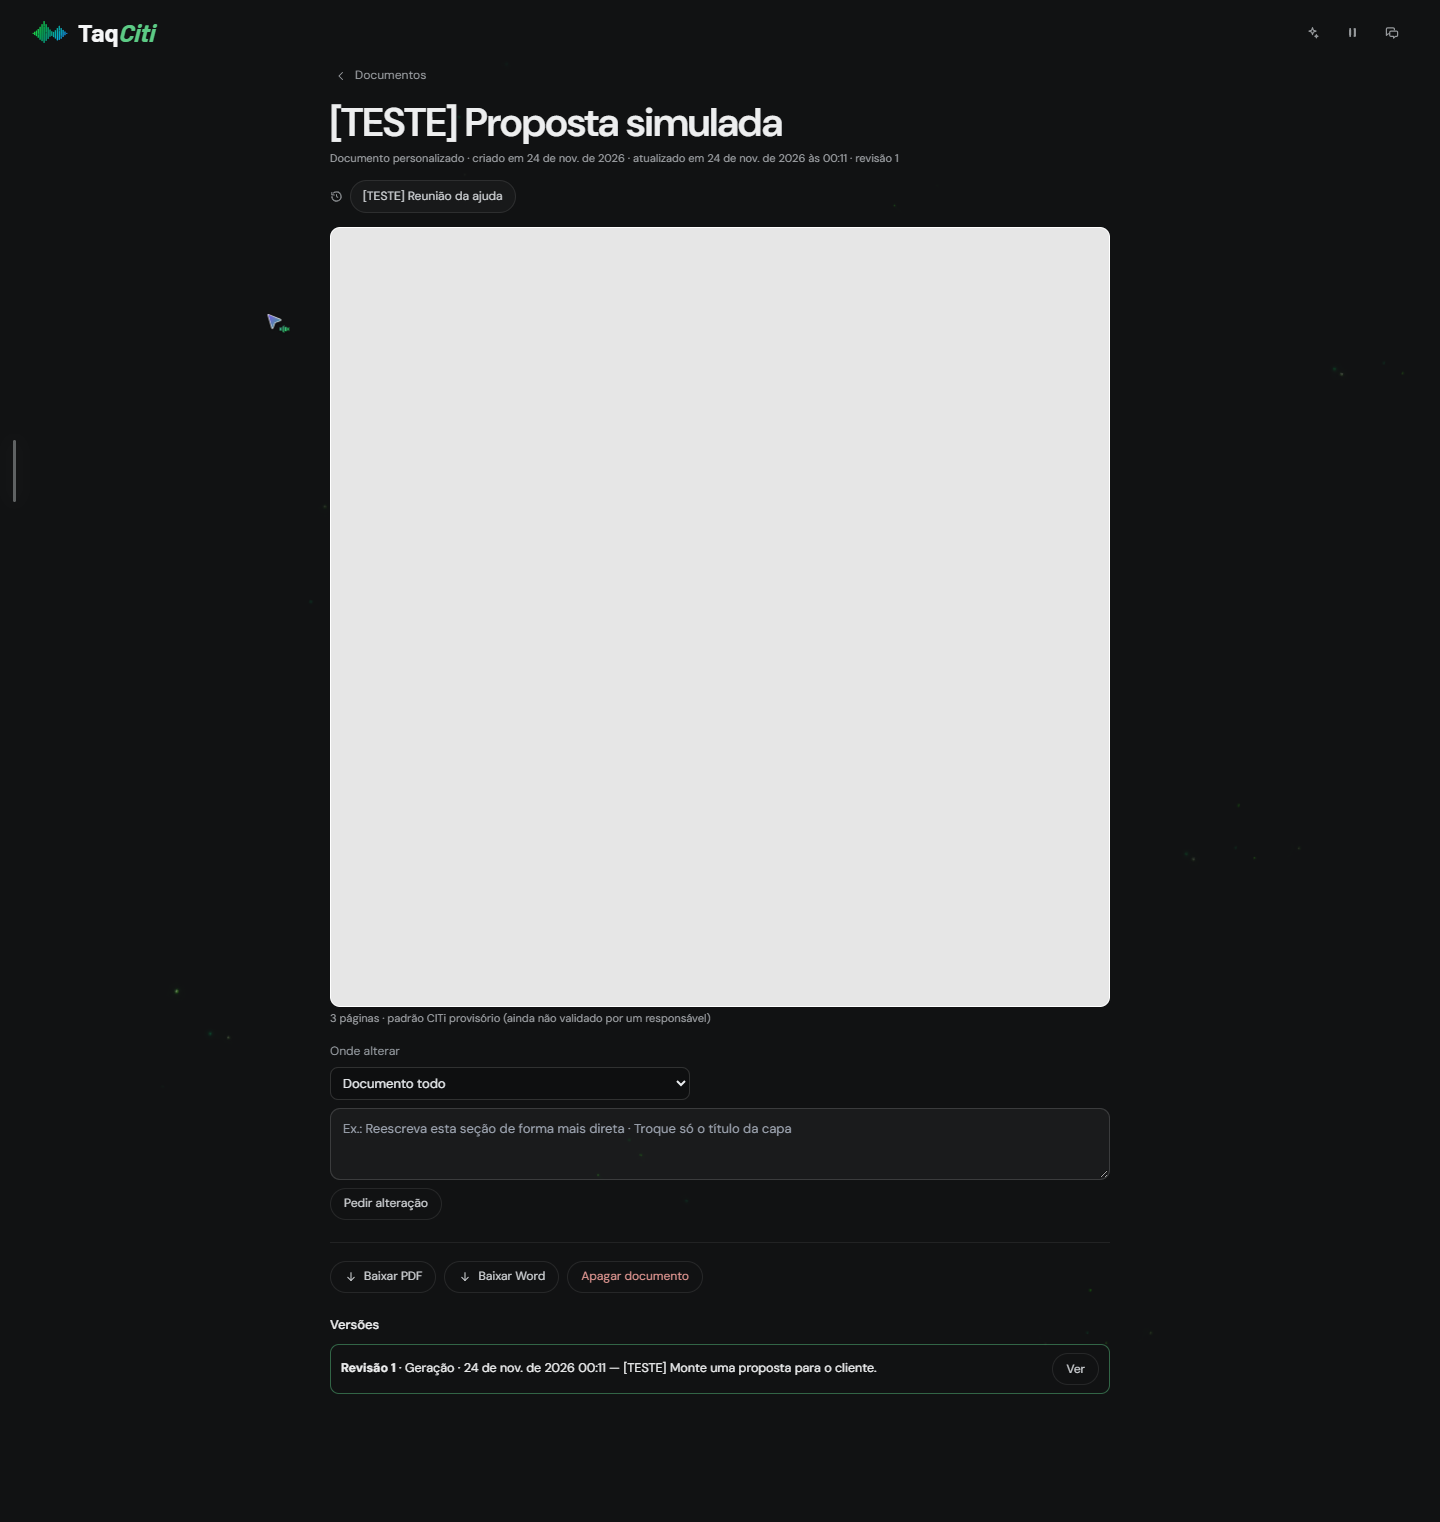 TaqCiti
Documentos
[TESTE] Proposta simulada
Documento personalizado · criado em 24 de nov. de 2026 · atualizado em 24 de nov. de 2026 às 00:11 · revisão 1
[TESTE] Reunião da ajuda
3 páginas · padrão CITi provisório (ainda não validado por um responsável)
Onde alterar
Documento todo
Ex.: Reescreva esta seção de forma mais direta · Troque só o título da capa
Pedir alteração
Baixar PDF
Baixar Word
Apagar documento
Versões
Revisão 1 · Geração · 24 de nov. de 2026 00:11 — [TESTE] Monte uma proposta para o cliente.
Ver